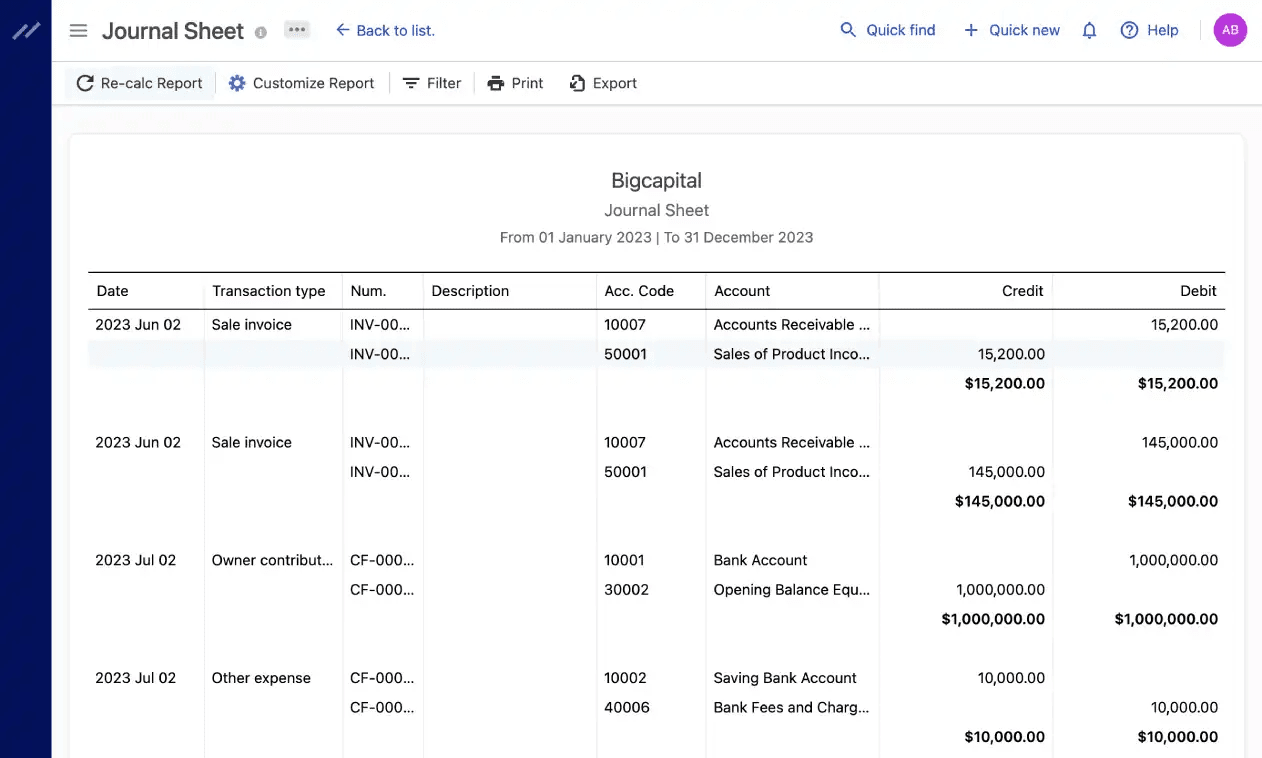 Journal Sheet ••• Back to list. Quick find Quick new Help AB
Re-calc Report Customize Report Filter Print Export
Bigcapital
Journal Sheet
From 01 January 2023 | To 31 December 2023
Date Transaction type Num. Description Acc. Code Account Credit Debit
2023 Jun 02 Sale invoice INV-00... 10007 Accounts Receivable ... 15,200.00
INV-00... 50001 Sales of Product Inco... 15,200.00
$15,200.00 $15,200.00
2023 Jun 02 Sale invoice INV-00... 10007 Accounts Receivable ... 145,000.00
INV-00... 50001 Sales of Product Inco... 145,000.00
$145,000.00 $145,000.00
2023 Jul 02 Owner contribut... CF-000... 10001 Bank Account 1,000,000.00
CF-000... 30002 Opening Balance Equ... 1,000,000.00
$1,000,000.00 $1,000,000.00
2023 Jul 02 Other expense CF-000... 10002 Saving Bank Account 10,000.00
CF-000... 40006 Bank Fees and Charg... 10,000.00
$10,000.00 $10,000.00